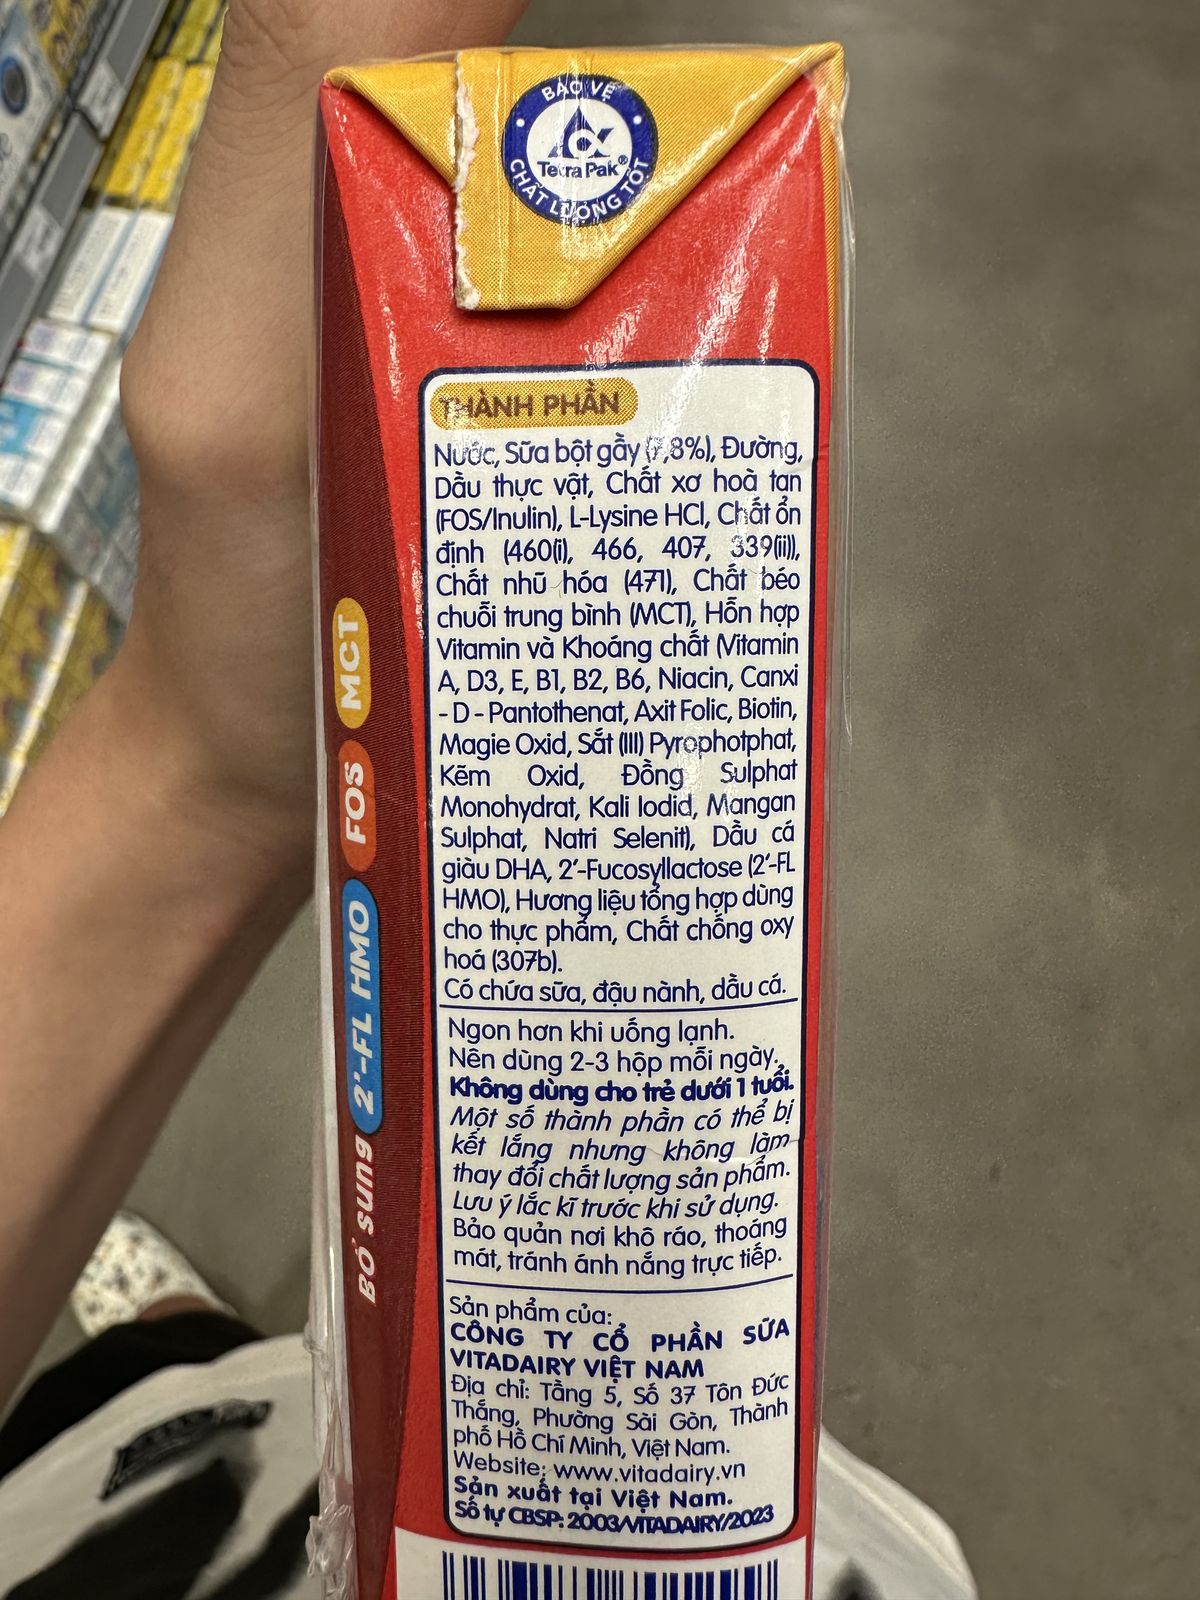 BẢO VỆ
Tetra Pak®
CHẤT LƯỢNG TỐT
THÀNH PHẦN
Nước, Sữa bột gầy (7,8%), Đường,
Dầu thực vật, Chất xơ hoà tan
(FOS/Inulin), L-Lysine HCl, Chất ổn
định (460(i), 466, 407, 339(ii)),
Chất nhũ hóa (471), Chất béo
chuỗi trung bình (MCT), Hỗn hợp
Vitamin và Khoáng chất (Vitamin
A, D3, E, B1, B2, B6, Niacin, Canxi
- D - Pantothenat, Axit Folic, Biotin,
Magie Oxid, Sắt (III) Pyrophotphat,
Kẽm Oxid, Đồng Sulphat
Monohydrat, Kali Iodid, Mangan
Sulphat, Natri Selenit), Dầu cá
giàu DHA, 2'-Fucosyllactose (2'-FL
HMO), Hương liệu tổng hợp dùng
cho thực phẩm, Chất chống oxy
hoá (307b).
Có chứa sữa, đậu nành, dầu cá.
Ngon hơn khi uống lạnh.
Nên dùng 2-3 hộp mỗi ngày.
Không dùng cho trẻ dưới 1 tuổi.
Một số thành phần có thể bị
kết lắng nhưng không làm
thay đổi chất lượng sản phẩm.
Lưu ý lắc kĩ trước khi sử dụng.
Bảo quản nơi khô ráo, thoáng
mát, tránh ánh nắng trực tiếp.
Sản phẩm của:
CÔNG TY CỔ PHẦN SỮA
VITADAIRY VIỆT NAM
Địa chỉ: Tầng 5, Số 37 Tôn Đức
Thắng, Phường Sài Gòn, Thành
phố Hồ Chí Minh, Việt Nam.
Website: www.vitadairy.vn
Sản xuất tại Việt Nam.
Số tự CBSP: 2003/VITADAIRY/2023
Bổ sung 2'-FL HMO FOS MCT